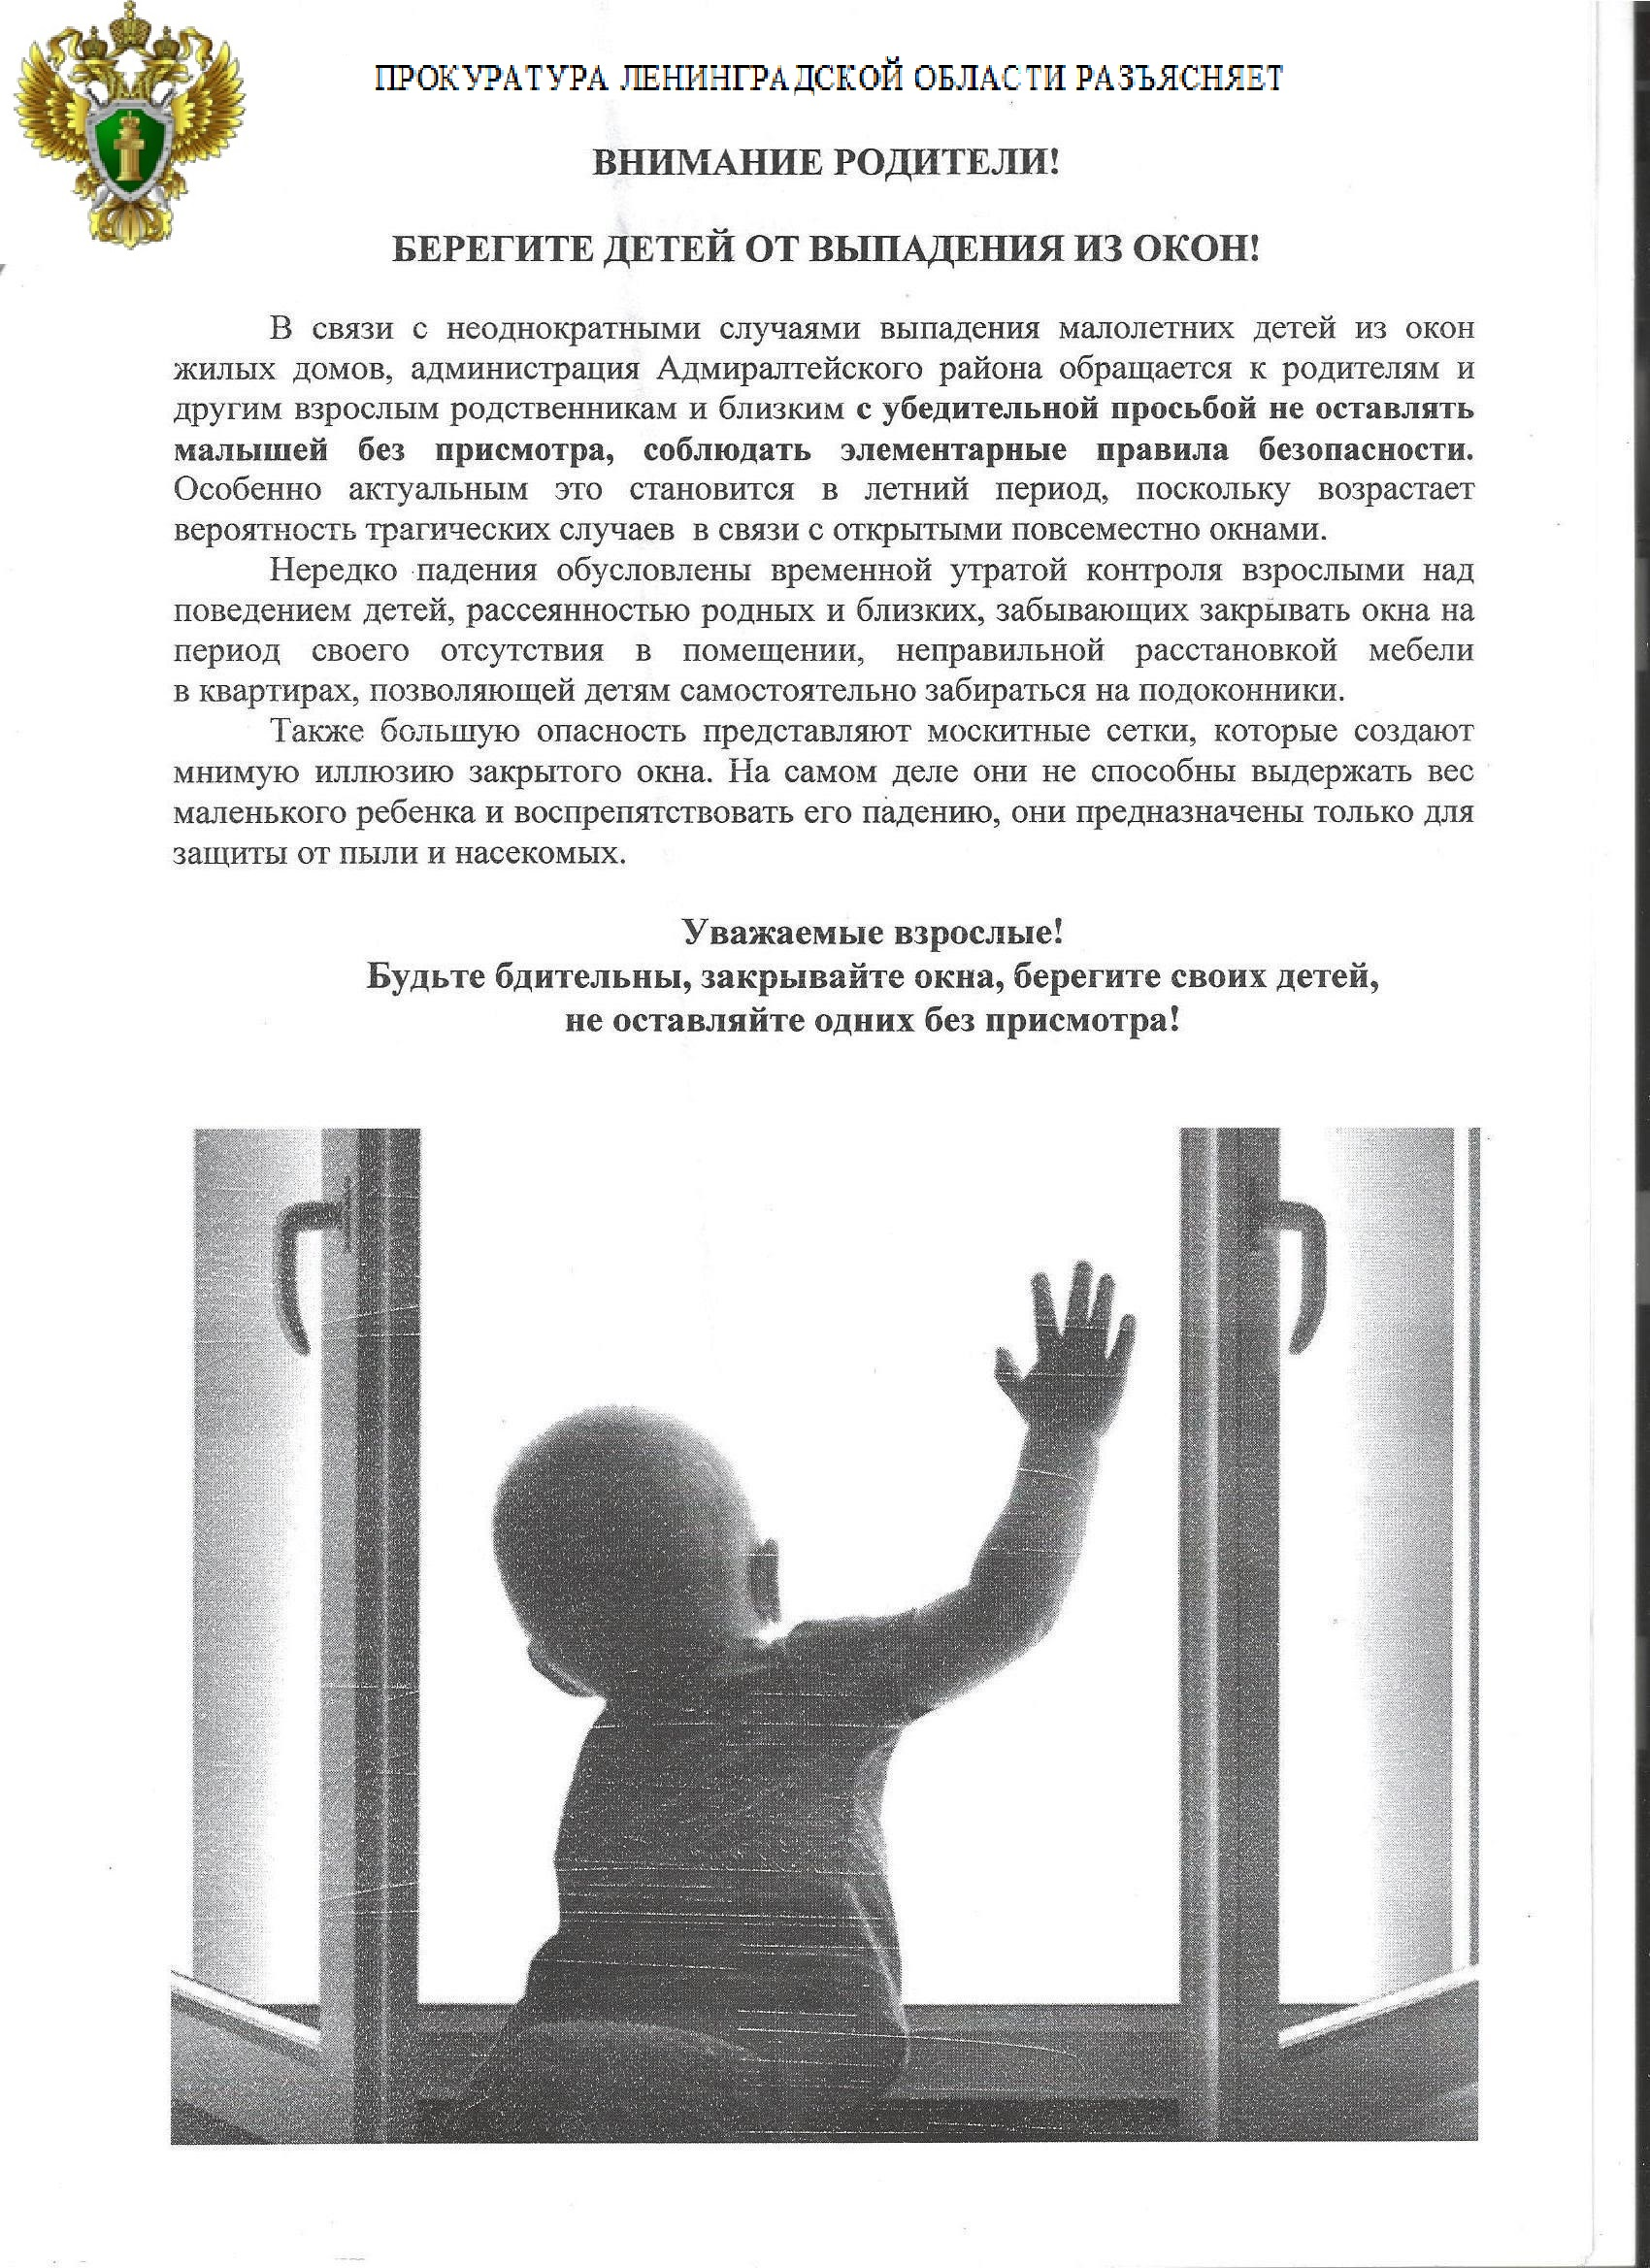 ПРОКУРАТУРА ЛЕНИНГРАДСКОЙ ОБЛАСТИ РАЗЪЯСНЯЕТ
ВНИМАНИЕ РОДИТЕЛИ!
БЕРЕГИТЕ ДЕТЕЙ ОТ ВЫПАДЕНИЯ ИЗ ОКОН!
В связи с неоднократными случаями выпадения малолетних детей из окон
жилых домов, администрация Адмиралтейского района обращается к родителям и
другим взрослым родственникам и близким с убедительной просьбой не оставлять
малышей без присмотра, соблюдать элементарные правила безопасности.
Особенно актуальным это становится в летний период, поскольку возрастает
вероятность трагических случаев в связи с открытыми повсеместно окнами.
Нередко падения обусловлены временной утратой контроля взрослыми над
поведением детей, рассеянностью родных и близких, забывающих закрывать окна на
период своего отсутствия в помещении, неправильной расстановкой мебели
в квартирах, позволяющей детям самостоятельно забираться на подоконники.
Также большую опасность представляют москитные сетки, которые создают
мнимую иллюзию закрытого окна. На самом деле они не способны выдержать вес
маленького ребенка и воспрепятствовать его падению, они предназначены только для
защиты от пыли и насекомых.
Уважаемые взрослые!
Будьте бдительны, закрывайте окна, берегите своих детей,
не оставляйте одних без присмотра!